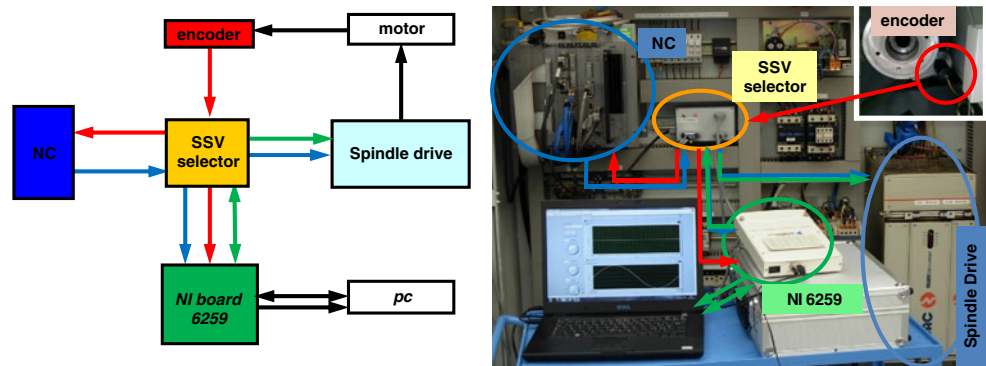 encoder
motor
NC
SSV
selector
Spindle drive
NI board
6259
pc
NC
SSV
selector
encoder
NI 6259
Spindle Drive
DELL